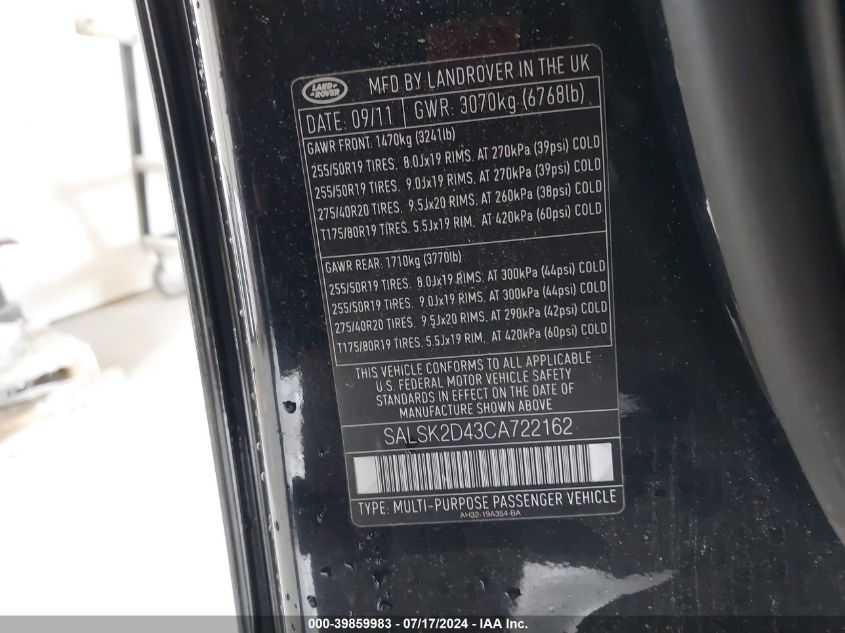 LAND
ROVER
MFD BY LANDROVER IN THE UK
DATE: 09/11 GWR: 3070kg (6768lb)
GAWR FRONT: 1470kg (3241lb)
255/50R19 TIRES. 8.0Jx19 RIMS. AT 270kPa (39psi) COLD
255/50R19 TIRES. 9.0Jx19 RIMS. AT 270kPa (39psi) COLD
275/40R20 TIRES. 9.5Jx20 RIMS. AT 260kPa (38psi) COLD
T175/80R19 TIRES. 5.5Jx19 RIM. AT 420kPa (60psi) COLD
GAWR REAR: 1710kg (3770lb)
255/50R19 TIRES. 8.0Jx19 RIMS. AT 300kPa (44psi) COLD
255/50R19 TIRES. 9.0Jx19 RIMS. AT 300kPa (44psi) COLD
275/40R20 TIRES. 9.5Jx20 RIMS. AT 290kPa (42psi) COLD
T175/80R19 TIRES. 5.5Jx19 RIM. AT 420kPa (60psi) COLD
THIS VEHICLE CONFORMS TO ALL APPLICABLE
U.S. FEDERAL MOTOR VEHICLE SAFETY
STANDARDS IN EFFECT ON THE DATE OF
MANUFACTURE SHOWN ABOVE
SALSK2D43CA722162
TYPE: MULTI-PURPOSE PASSENGER VEHICLE
AH32-19A354-BA
000-39859983 - 07/17/2024 - IAA Inc.